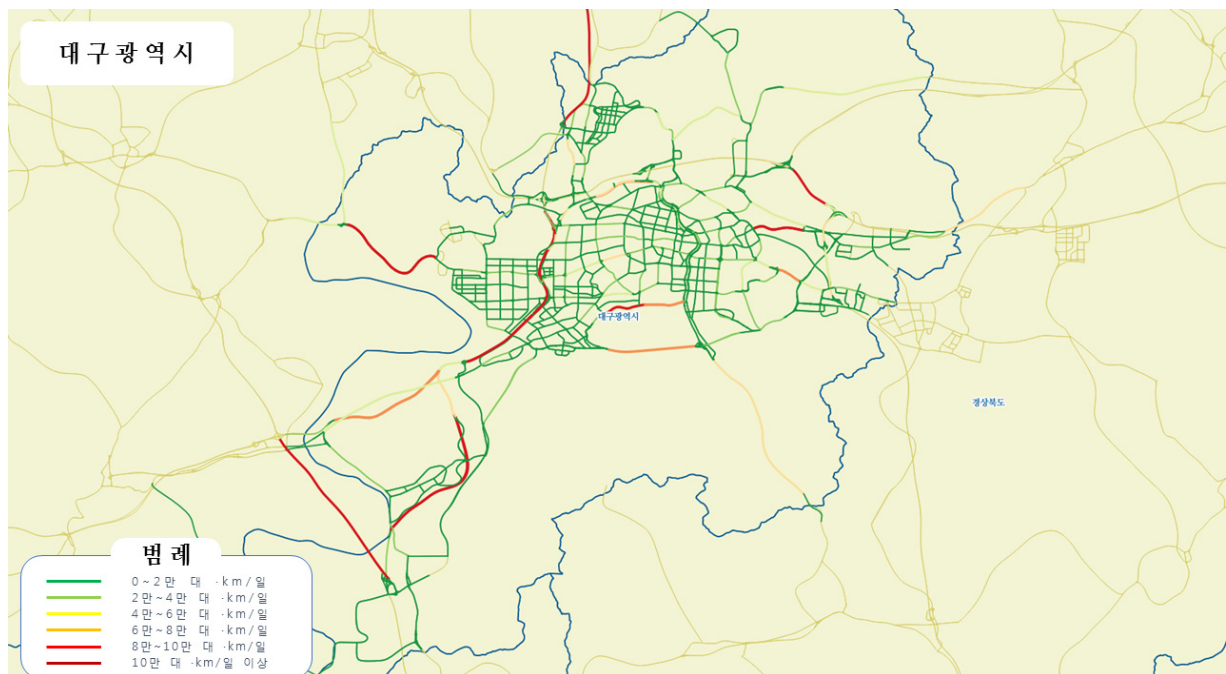 대구광역시
대구광역시
경상북도
범례
0~2만 대 ·km/일
2만~4만 대 ·km/일
4만~6만 대 ·km/일
6만~8만 대 ·km/일
8만~10만 대 ·km/일
10만 대 ·km/일 이상